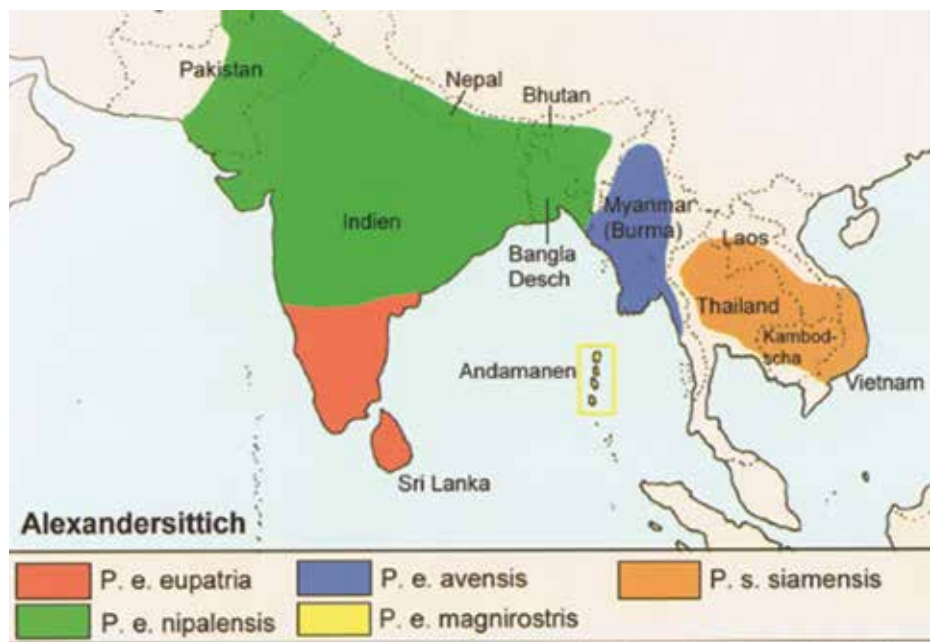 Pakistan
Nepal
Bhutan
Indien
Bangla
Desch
Myanmar
(Burma)
Laos
Thailand
Kambod-
scha
Vietnam
Andamanen
Sri Lanka
Alexandersittich
P. e. eupatria
P. e. avensis
P. s. siamensis
P. e. nipalensis
P. e. magnirostris